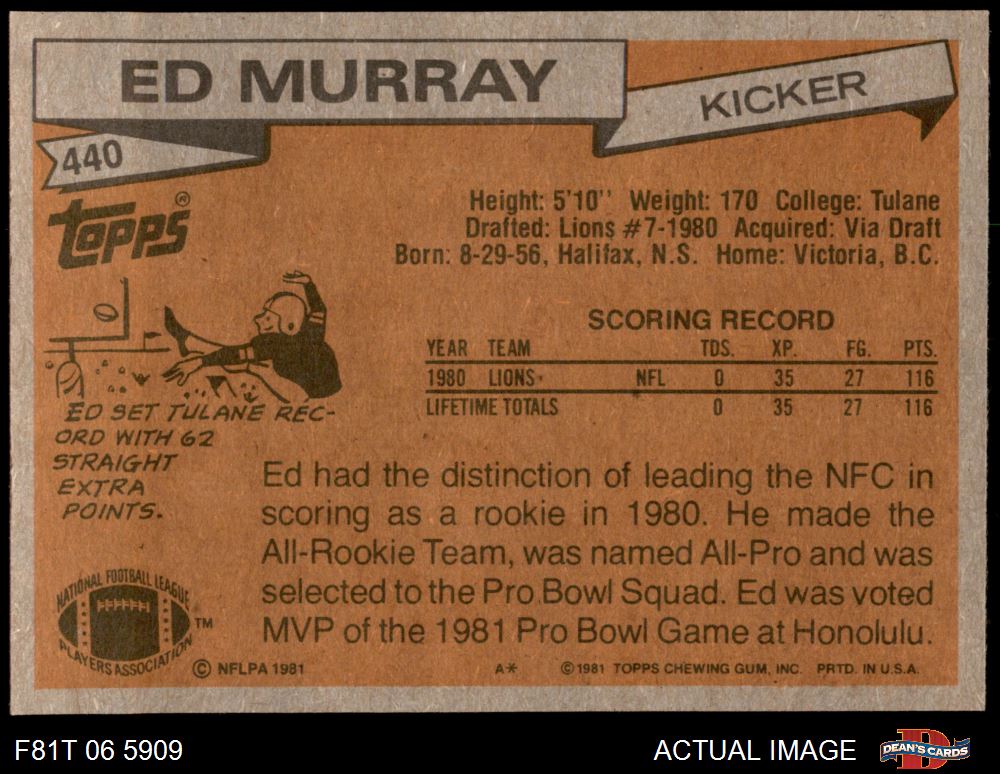 ED MURRAY
KICKER
440
Topps®
Height: 5'10'' Weight: 170 College: Tulane
Drafted: Lions #7-1980 Acquired: Via Draft
Born: 8-29-56, Halifax, N.S. Home: Victoria, B.C.
SCORING RECORD
YEAR TEAM TDS. XP. FG. PTS.
1980 LIONS NFL 0 35 27 116
LIFETIME TOTALS 0 35 27 116
ED SET TULANE REC-
ORD WITH 62
STRAIGHT
EXTRA
POINTS.
Ed had the distinction of leading the NFC in
scoring as a rookie in 1980. He made the
All-Rookie Team, was named All-Pro and was
selected to the Pro Bowl Squad. Ed was voted
MVP of the 1981 Pro Bowl Game at Honolulu.
NATIONAL FOOTBALL LEAGUE
PLAYERS ASSOCIATION
TM
© NFLPA 1981
A*
© 1981 TOPPS CHEWING GUM, INC. PRTD. IN U.S.A.
F81T 06 5909
ACTUAL IMAGE
DEAN'S CARDS